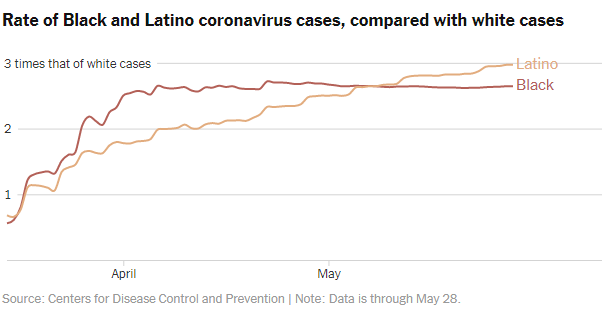 Rate of Black and Latino coronavirus cases, compared with white cases
3 times that of white cases
Latino
Black
2
1
April
May
Source: Centers for Disease Control and Prevention | Note: Data is through May 28.